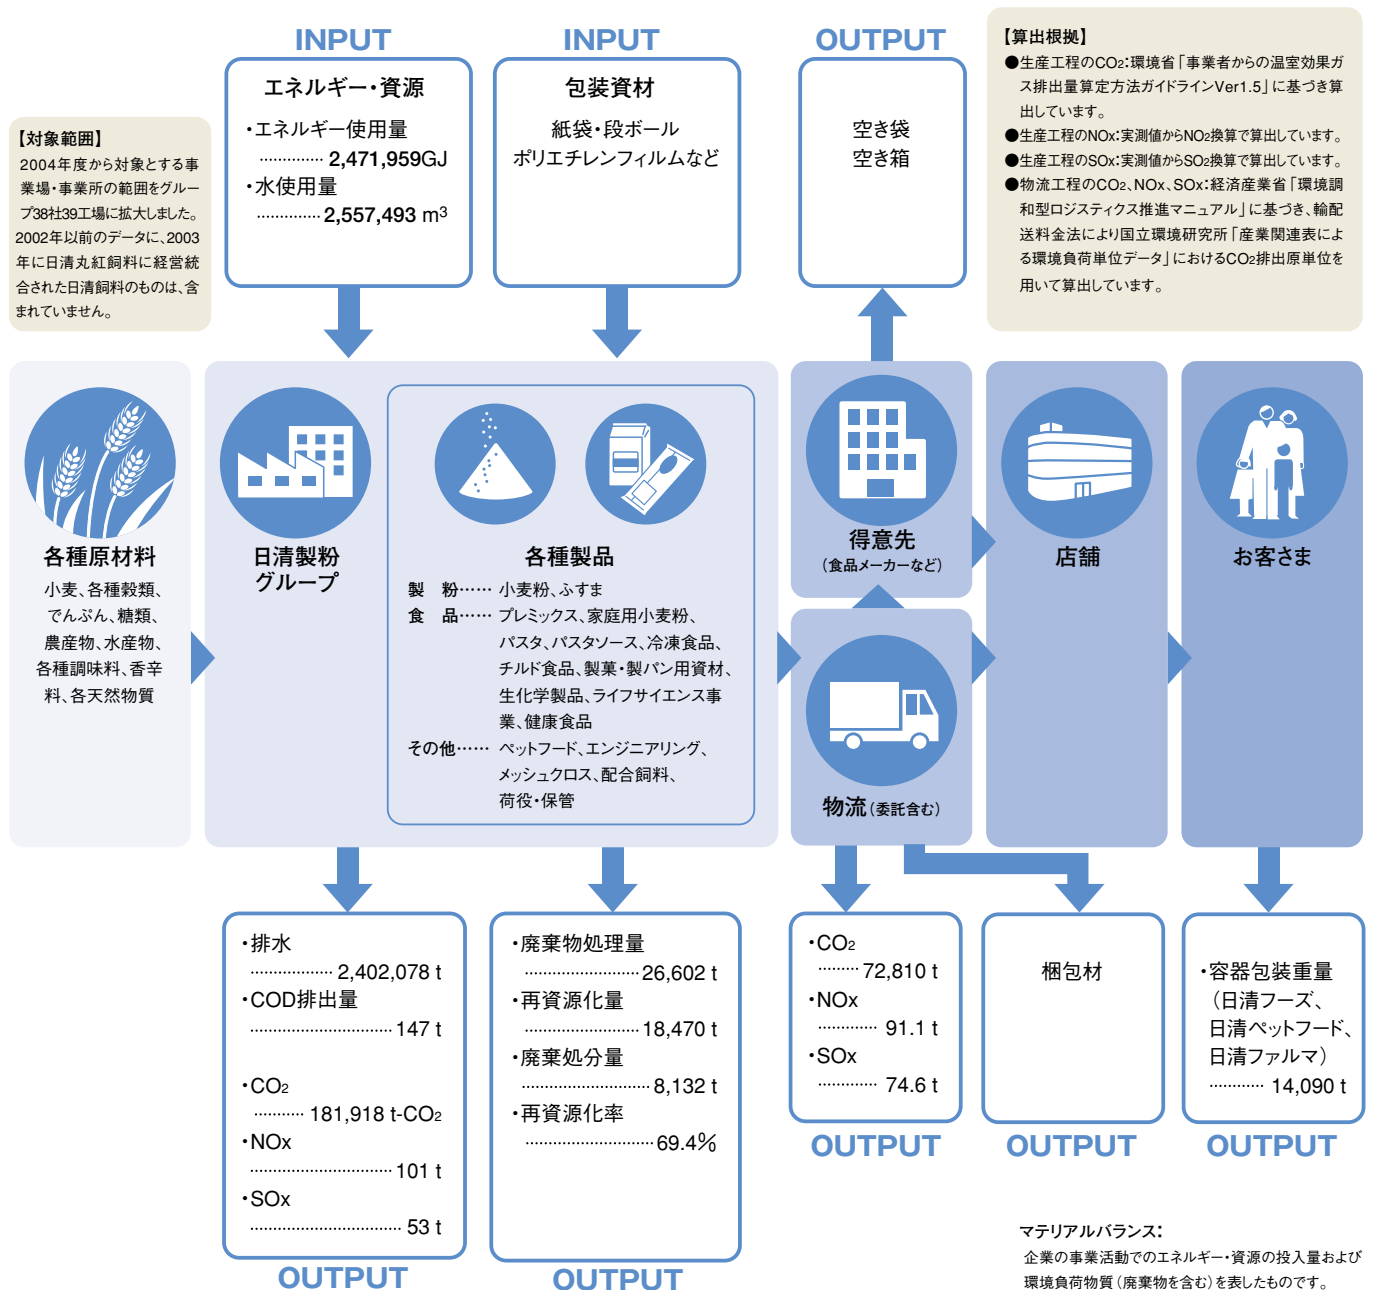 INPUT
エネルギー・資源
・エネルギー使用量
………… 2,471,959GJ
・水使用量
………… 2,557,493 m³
INPUT
包装資材
紙袋・段ボール
ポリエチレンフィルムなど
OUTPUT
空き袋
空き箱
【算出根拠】
●生産工程のCO₂：環境省「事業者からの温室効果ガ
ス排出量算定方法ガイドラインVer1.5」に基づき算
出しています。
●生産工程のNOx：実測値からNO₂換算で算出しています。
●生産工程のSOx：実測値からSO₂換算で算出しています。
●物流工程のCO₂、NOx、SOx：経済産業省「環境調
和型ロジスティクス推進マニュアル」に基づき、輸配
送料金法により国立環境研究所「産業関連表によ
る環境負荷単位データ」におけるCO₂排出原単位を
用いて算出しています。
【対象範囲】
2004年度から対象とする事
業場・事業所の範囲をグルー
プ38社39工場に拡大しました。
2002年以前のデータに、2003
年に日清丸紅飼料に経営統
合された日清飼料のものは、含
まれていません。
各種原材料
小麦、各種穀類、
でんぷん、糖類、
農産物、水産物、
各種調味料、香辛
料、各天然物質
日清製粉
グループ
各種製品
製　粉…… 小麦粉、ふすま
食　品…… プレミックス、家庭用小麦粉、
パスタ、パスタソース、冷凍食品、
チルド食品、製菓・製パン用資材、
生化学製品、ライフサイエンス事
業、健康食品
その他…… ペットフード、エンジニアリング、
メッシュクロス、配合飼料、
荷役・保管
得意先
（食品メーカーなど）
物流（委託含む）
店舗
お客さま
・排水
……………… 2,402,078 t
・COD排出量
………………………… 147 t
・CO₂
………… 181,918 t-CO₂
・NOx
………………………… 101 t
・SOx
…………………………… 53 t
OUTPUT
・廃棄物処理量
…………………… 26,602 t
・再資源化量
…………………… 18,470 t
・廃棄処分量
……………………… 8,132 t
・再資源化率
……………………… 69.4％
OUTPUT
・CO₂
……… 72,810 t
・NOx
………… 91.1 t
・SOx
………… 74.6 t
OUTPUT
梱包材
OUTPUT
・容器包装重量
（日清フーズ、
日清ペットフード、
日清ファルマ）
………… 14,090 t
OUTPUT
マテリアルバランス：
企業の事業活動でのエネルギー・資源の投入量および
環境負荷物質（廃棄物を含む）を表したものです。